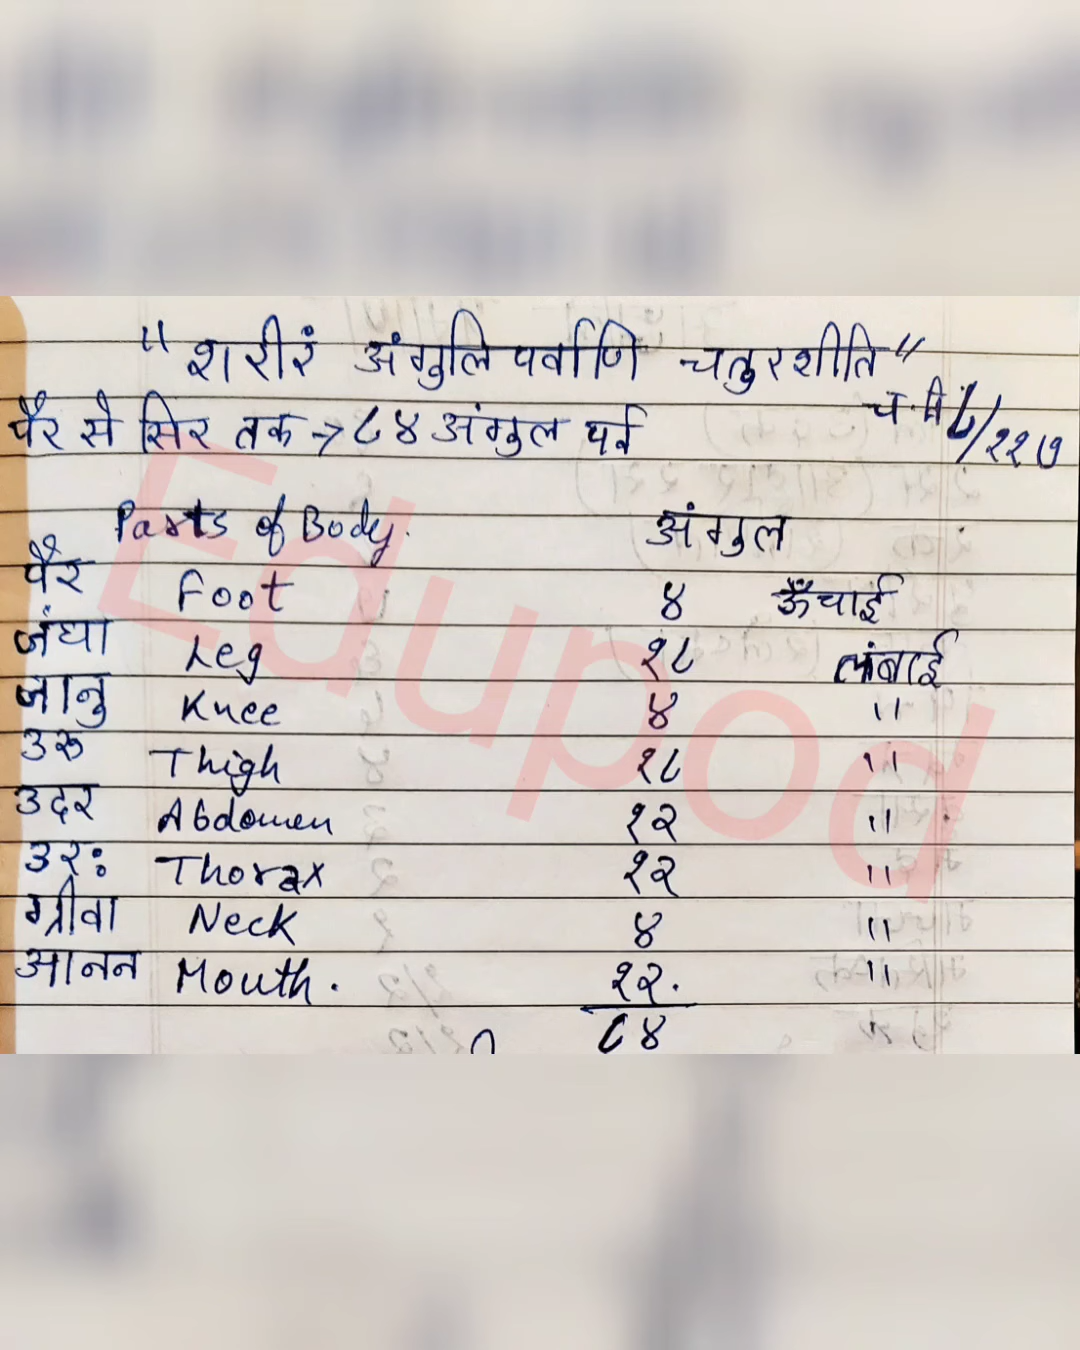 "शरीरं अंगुलिपर्वाणि चतुरशीति"
च. वि ८/११७
पैर से सिर तक → ८४ अंगुल पर्व
Parts of Body. अंगुल
पैर Foot ४ ऊँचाई
जंघा Leg १८ लंबाई
जानु Knee ४ "
उरू Thigh १८ "
उदर Abdomen १२ "
उरः Thorax १२ "
ग्रीवा Neck ४ "
आनन Mouth. १२. "
८४
Edupod